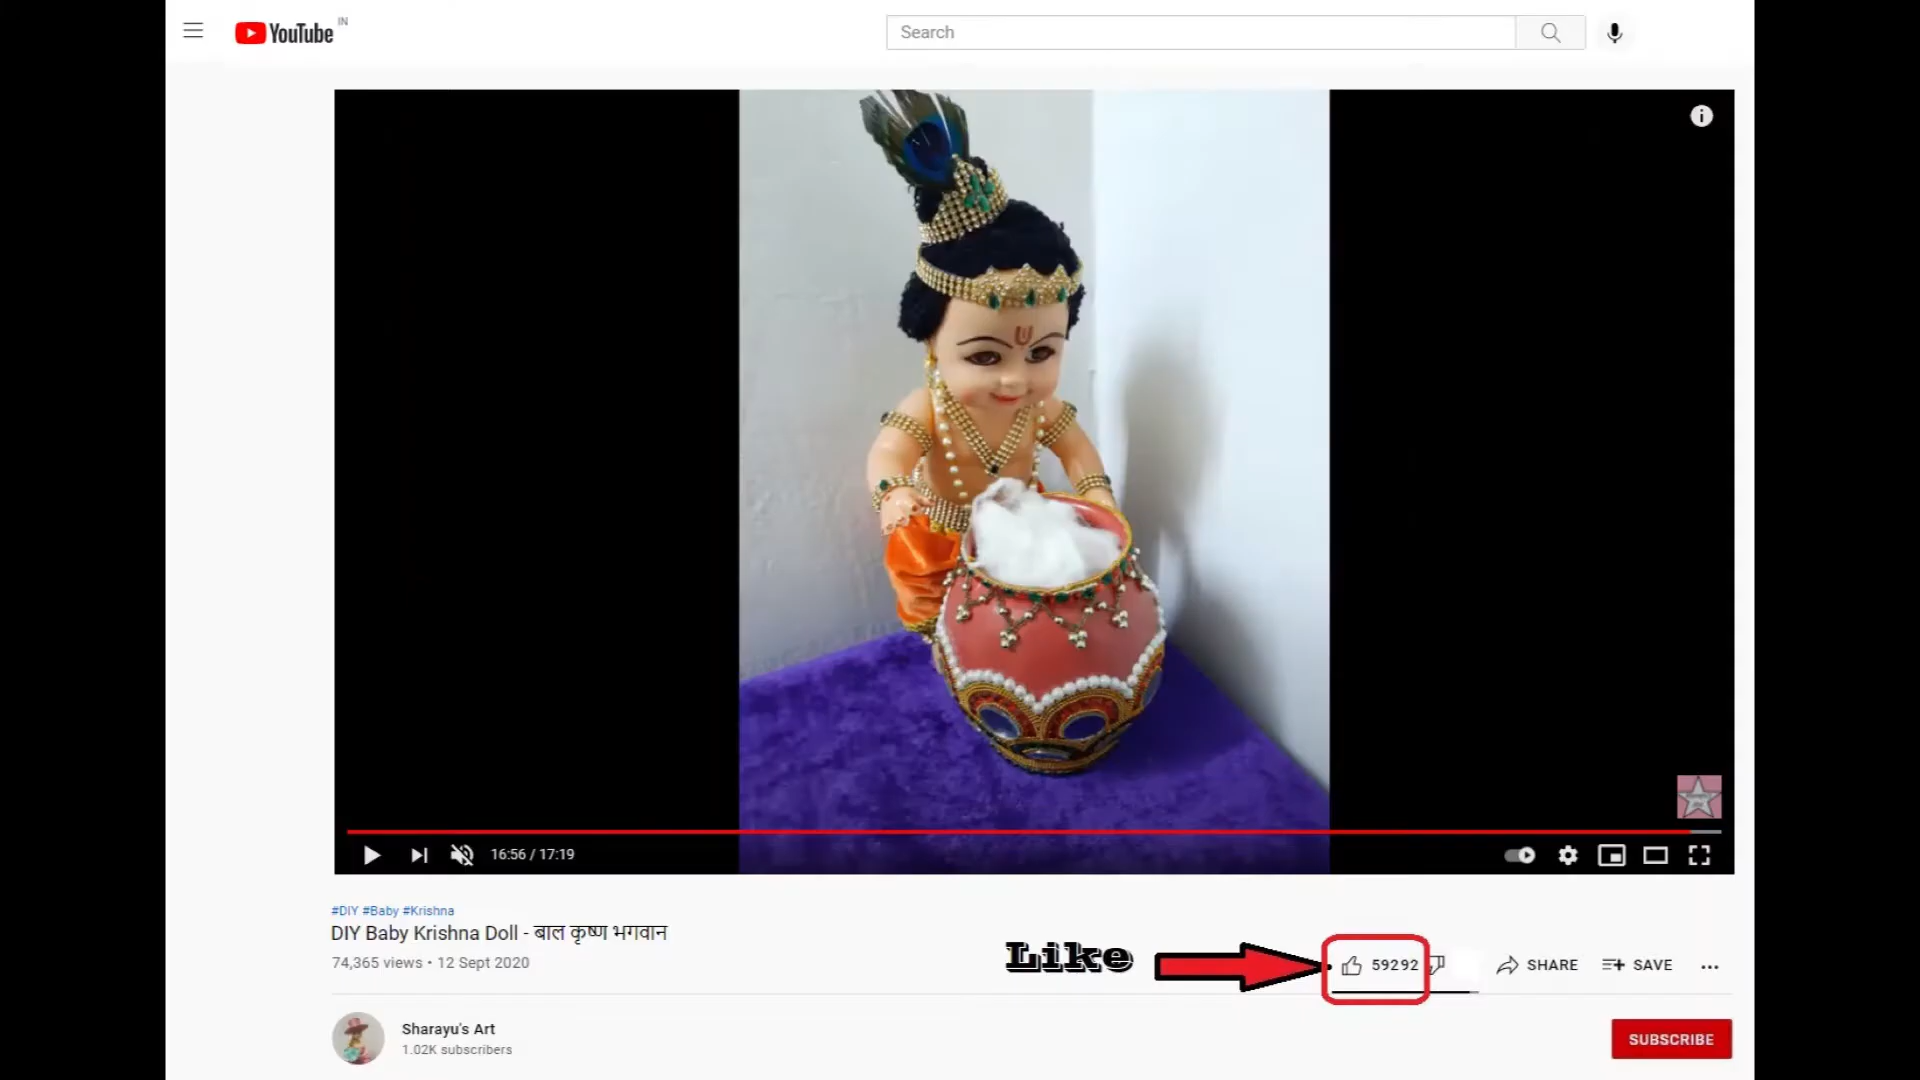 YouTube IN
Search
16:56 / 17:19
#DIY #Baby #Krishna
DIY Baby Krishna Doll - बाल कृष्ण भगवान
74,365 views • 12 Sept 2020
Like
59292
SHARE
SAVE
Sharayu's Art
1.02K subscribers
SUBSCRIBE